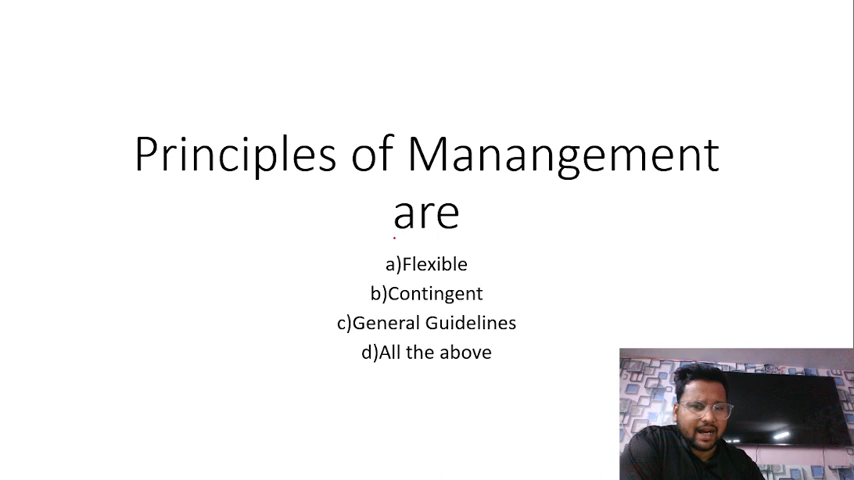 Principles of Manangement
are
a)Flexible
b)Contingent
c)General Guidelines
d)All the above